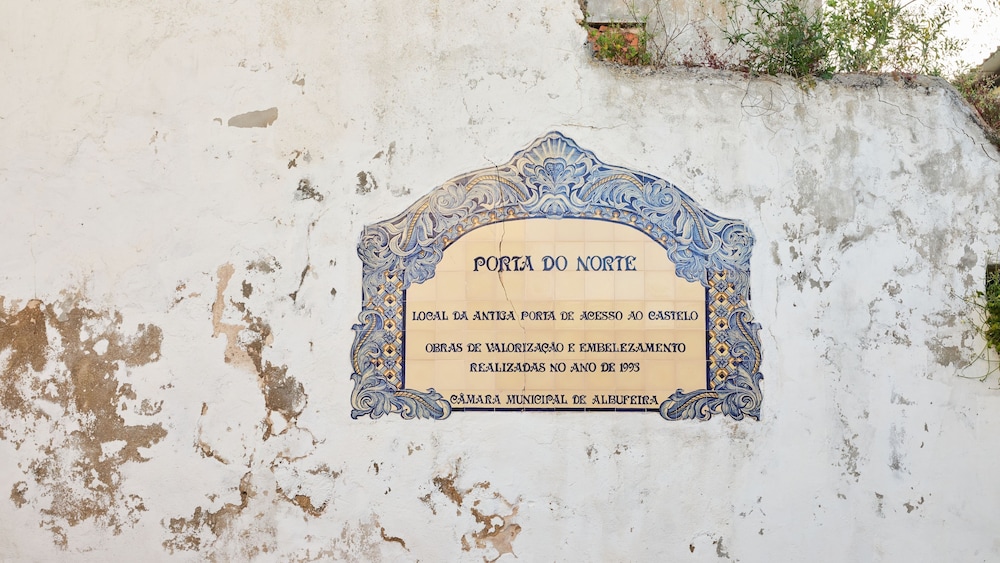 PORTA DO NORTE
LOCAL DA ANTIGA PORTA DE ACESSO AO CASTELO
OBRAS DE VALORIZAÇÃO E EMBELEZAMENTO
REALIZADAS NO ANO DE 1993
CÂMARA MUNICIPAL DE ALBUFEIRA